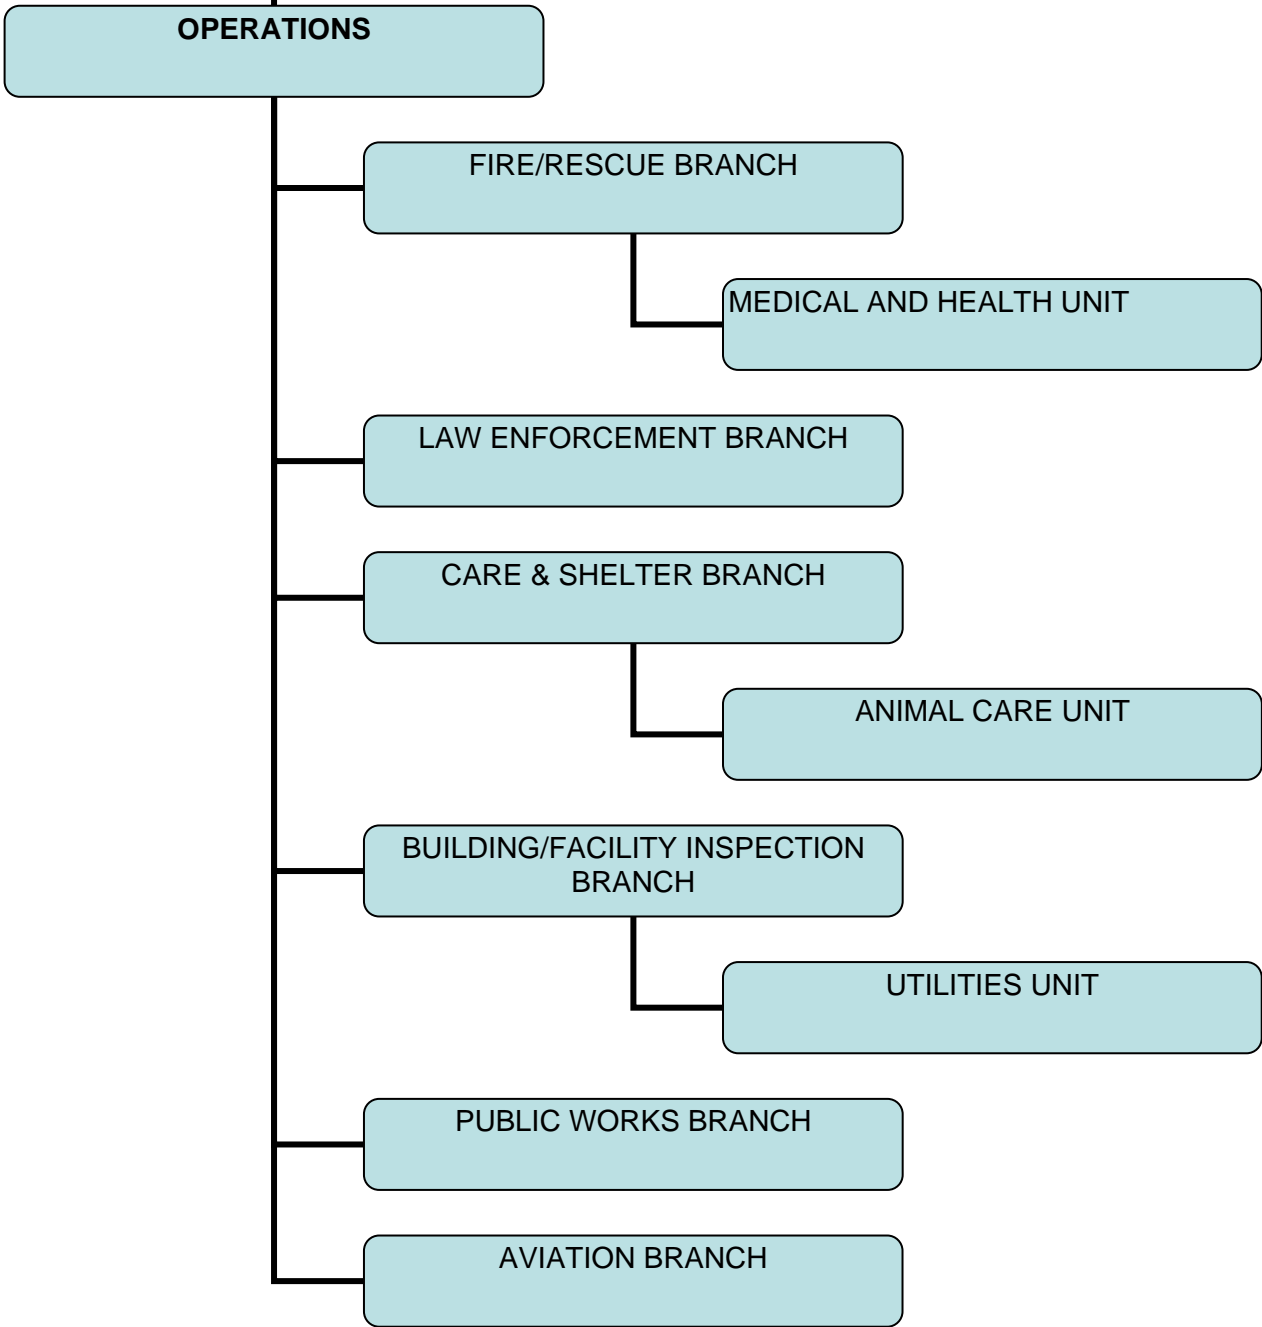 OPERATIONS
FIRE/RESCUE BRANCH
MEDICAL AND HEALTH UNIT
LAW ENFORCEMENT BRANCH
CARE & SHELTER BRANCH
ANIMAL CARE UNIT
BUILDING/FACILITY INSPECTION
BRANCH
UTILITIES UNIT
PUBLIC WORKS BRANCH
AVIATION BRANCH